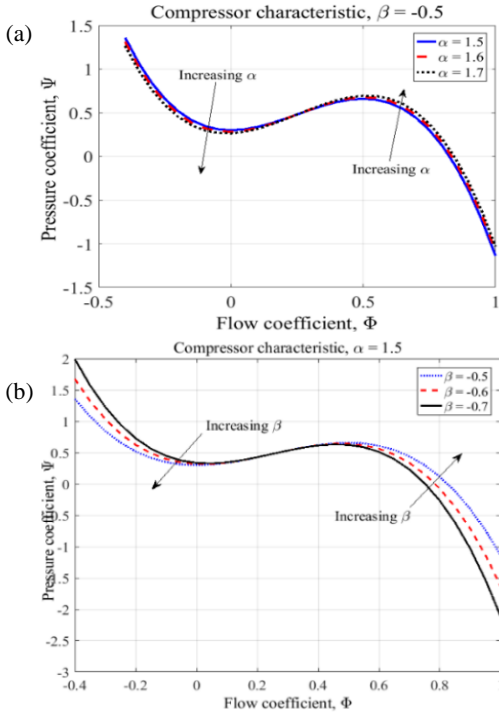 (a)
Compressor characteristic, β = -0.5
Pressure coefficient, Ψ
1.5
1
0.5
0
-0.5
-1
-1.5
α = 1.5
α = 1.6
α = 1.7
Increasing α
Increasing α
-0.5
0
0.5
1
Flow coefficient, Φ
(b)
Compressor characteristic, α = 1.5
Pressure coefficient, Ψ
2
1.5
1
0.5
0
-0.5
-1
-1.5
-2
-2.5
-3
β = -0.5
β = -0.6
β = -0.7
Increasing β
Increasing β
-0.4
-0.2
0
0.2
0.4
0.6
0.8
Flow coefficient, Φ